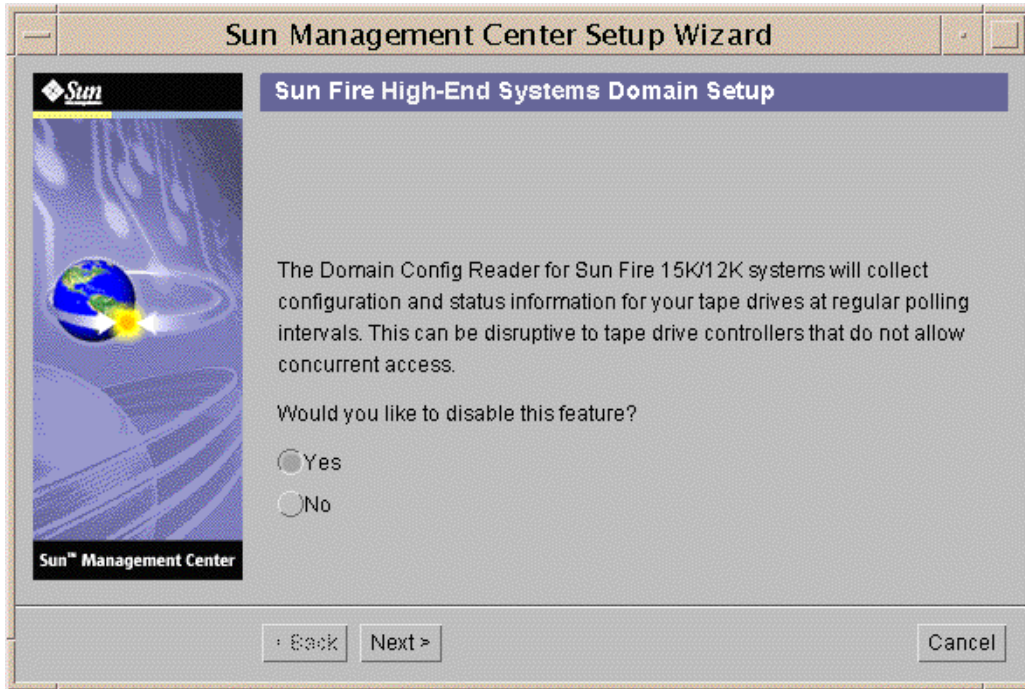 Sun Management Center Setup Wizard
Sun
Sun Fire High-End Systems Domain Setup
The Domain Config Reader for Sun Fire 15K/12K systems will collect
configuration and status information for your tape drives at regular polling
intervals. This can be disruptive to tape drive controllers that do not allow
concurrent access.
Would you like to disable this feature?
Yes
No
Sun™ Management Center
Back
Next >
Cancel